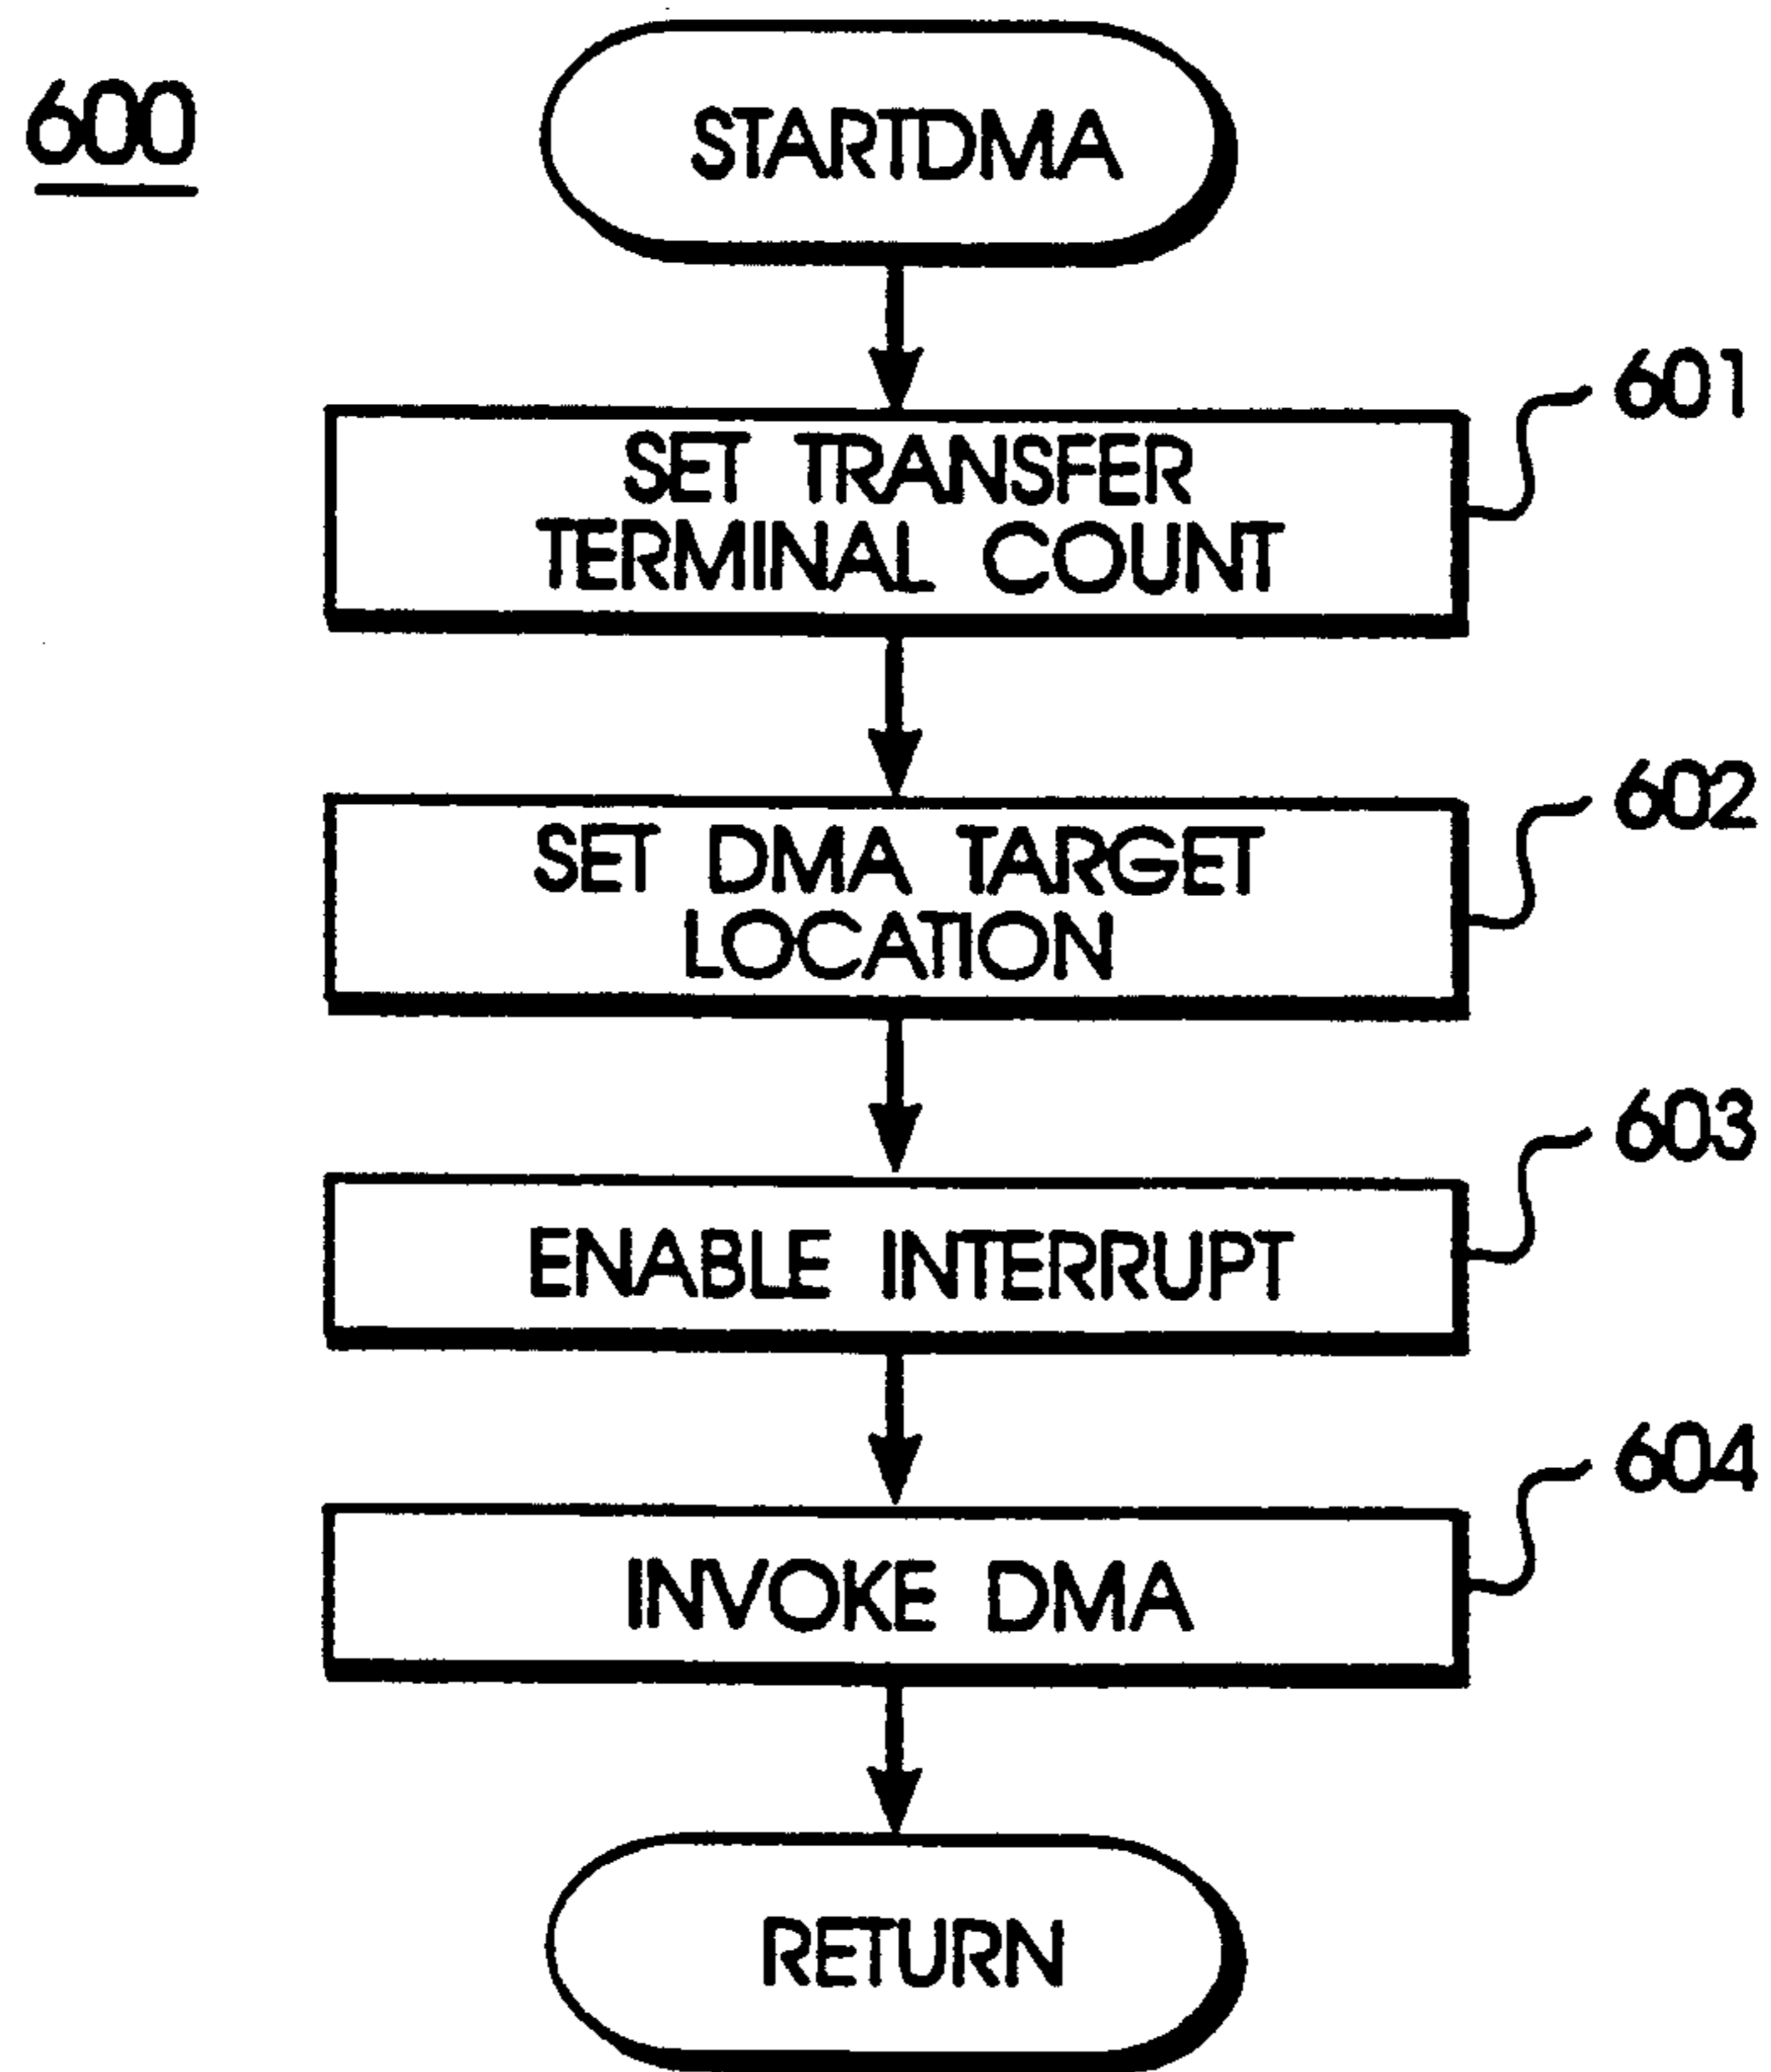 600
STARTDMA
601
SET TRANSFER
TERMINAL COUNT
602
SET DMA TARGET
LOCATION
603
ENABLE INTERRUPT
604
INVOKE DMA
RETURN